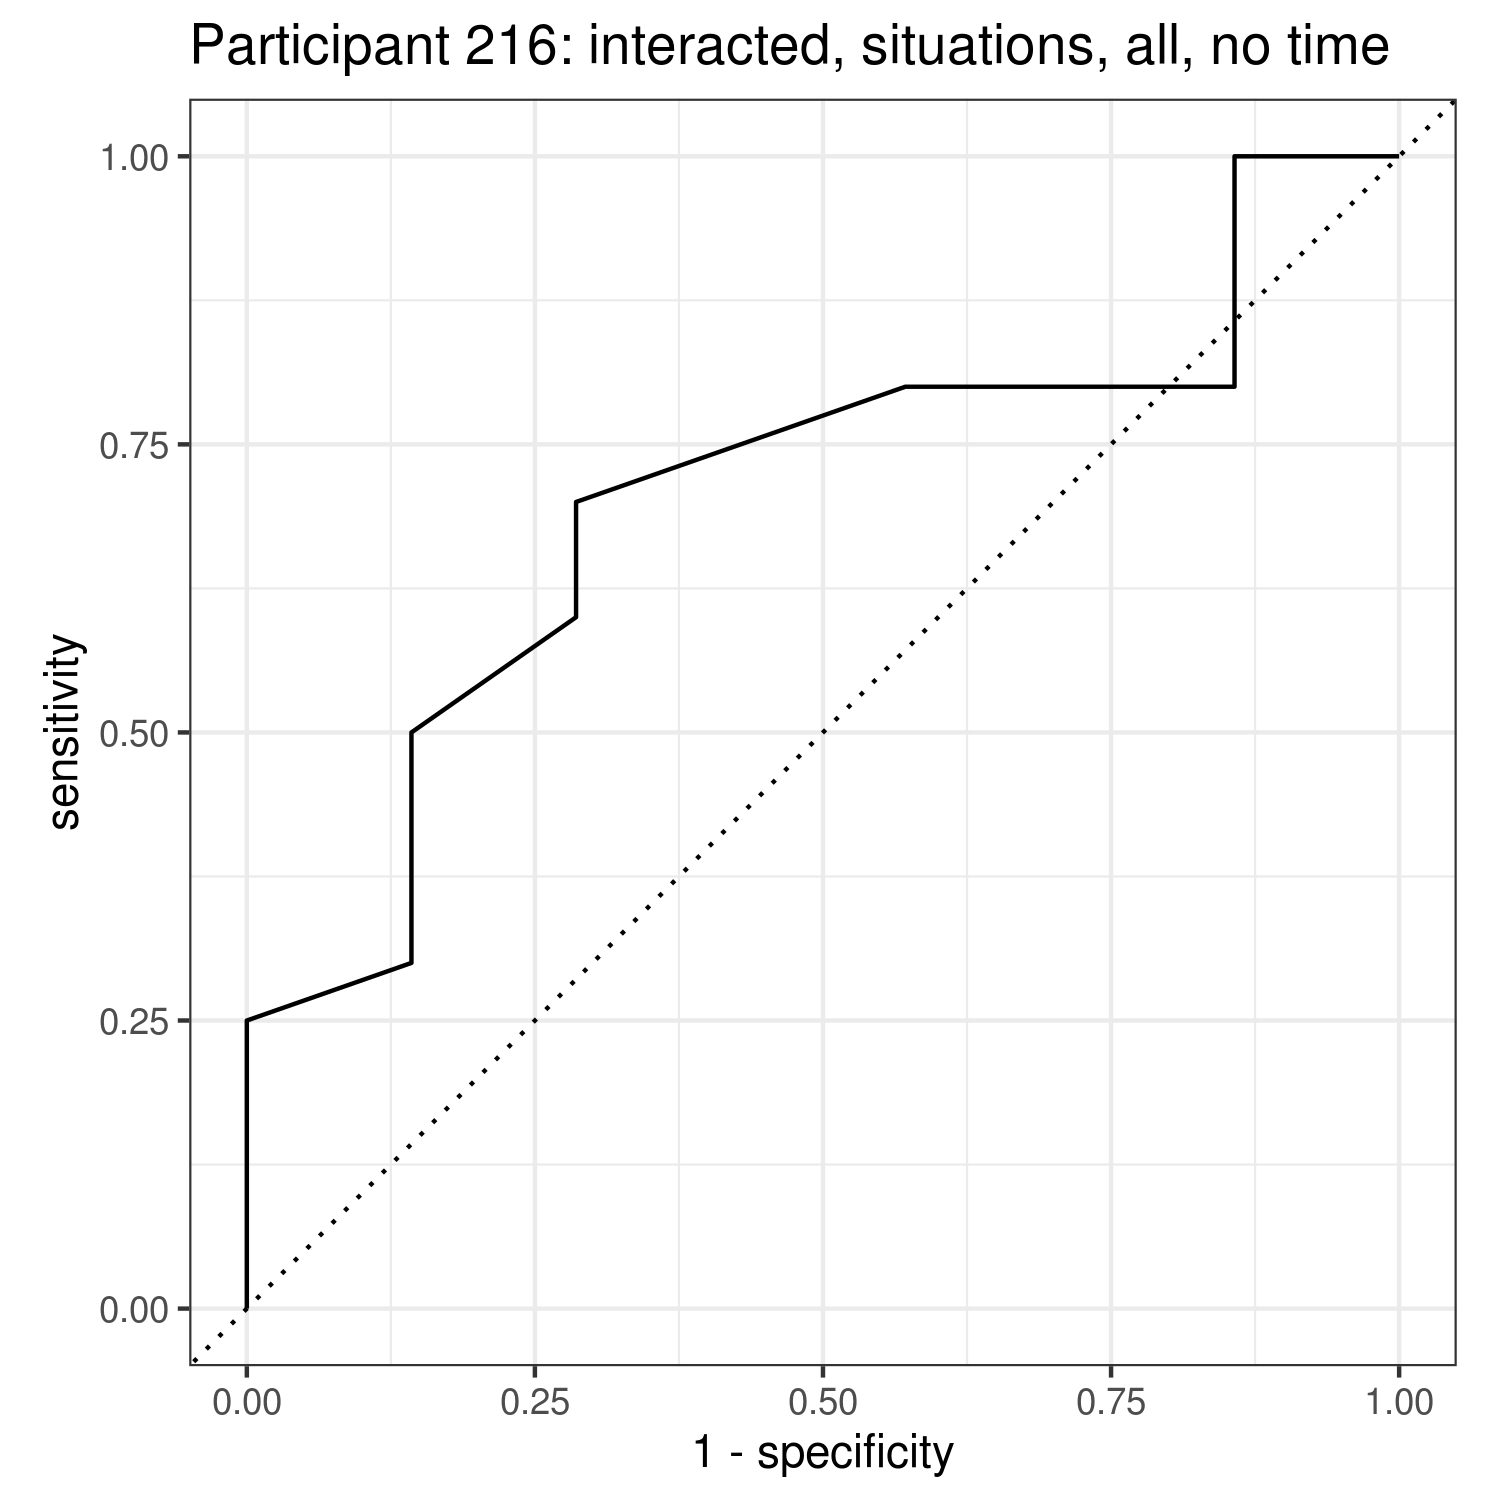 Participant 216: interacted, situations, all, no time
1.00
0.75
0.50
0.25
0.00
sensitivity
0.00 0.25 0.50 0.75 1.00
1 - specificity